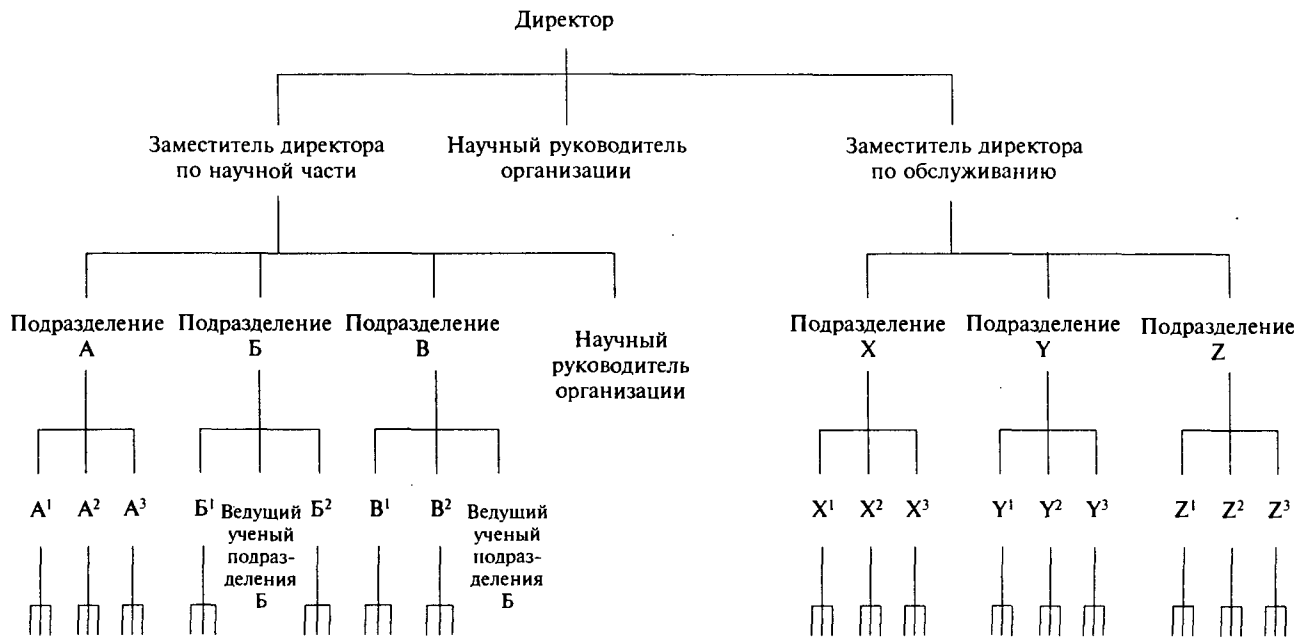 Директор
Заместитель директора
по научной части
Научный руководитель
организации
Заместитель директора
по обслуживанию
Подразделение
А
Подразделение
Б
Подразделение
В
Научный
руководитель
организации
Подразделение
X
Подразделение
Y
Подразделение
Z
А¹ А² А³
Б¹
Ведущий
ученый
подраз-
деления
Б
Б²
В¹ В²
Ведущий
ученый
подраз-
деления
Б
X¹ X² X³
Y¹ Y² Y³
Z¹ Z² Z³